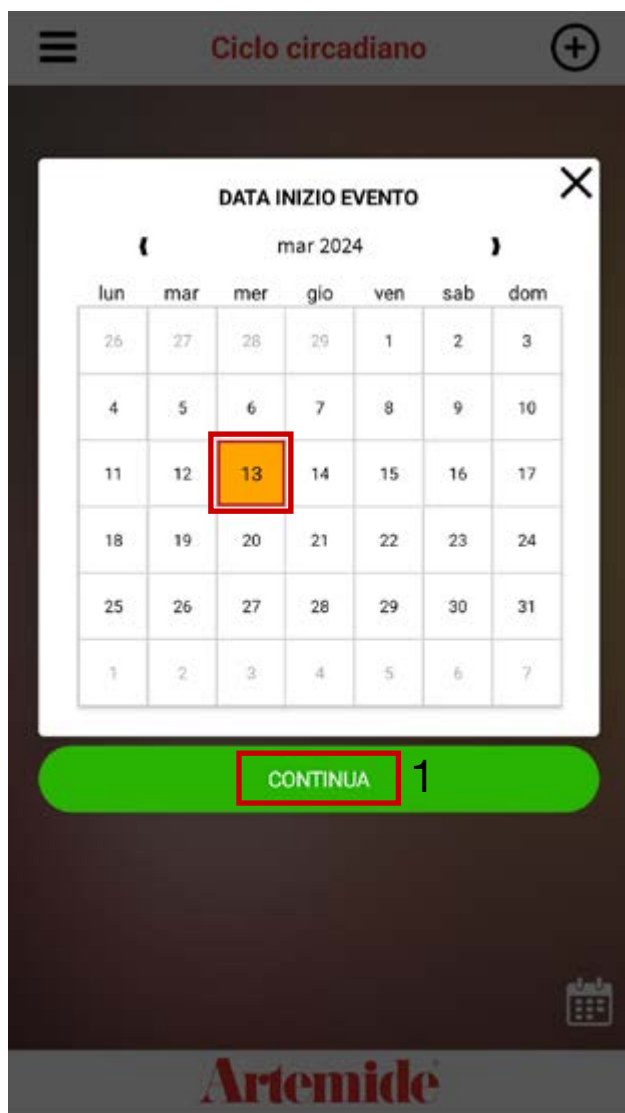 Ciclo circadiano
DATA INIZIO EVENTO
mar 2024
lun mar mer gio ven sab dom
26 27 28 29 1 2 3
4 5 6 7 8 9 10
11 12 13 14 15 16 17
18 19 20 21 22 23 24
25 26 27 28 29 30 31
1 2 3 4 5 6 7
CONTINUA 1
Artemide